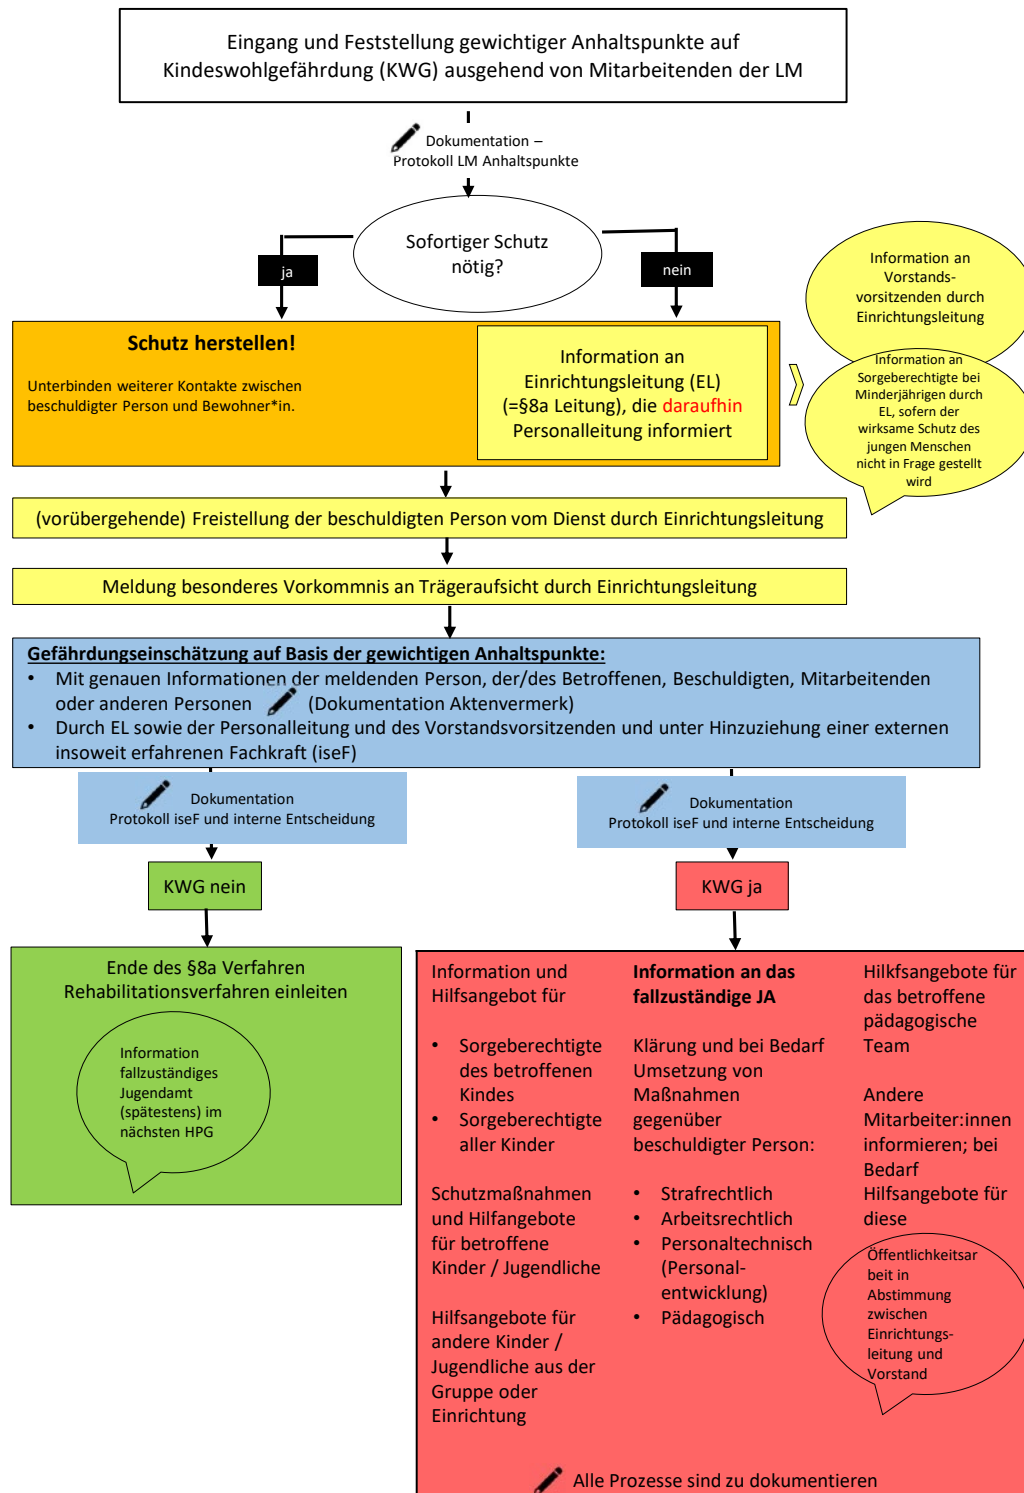 Eingang und Feststellung gewichtiger Anhaltspunkte auf
Kindeswohlgefährdung (KWG) ausgehend von Mitarbeitenden der LM
Dokumentation –
Protokoll LM Anhaltspunkte
Sofortiger Schutz
nötig?
ja
nein
Information an
Vorstands-
vorsitzenden durch
Einrichtungsleitung
Schutz herstellen!
Unterbinden weiterer Kontakte zwischen
beschuldigter Person und Bewohner*in.
Information an
Einrichtungsleitung (EL)
(=§8a Leitung), die daraufhin
Personalleitung informiert
Information an
Sorgeberechtigte bei
Minderjährigen durch
EL, sofern der
wirksame Schutz des
jungen Menschen
nicht in Frage gestellt
wird
(vorübergehende) Freistellung der beschuldigten Person vom Dienst durch Einrichtungsleitung
Meldung besonderes Vorkommnis an Trägeraufsicht durch Einrichtungsleitung
Gefährdungseinschätzung auf Basis der gewichtigen Anhaltspunkte:
• Mit genauen Informationen der meldenden Person, der/des Betroffenen, Beschuldigten, Mitarbeitenden
oder anderen Personen (Dokumentation Aktenvermerk)
• Durch EL sowie der Personalleitung und des Vorstandsvorsitzenden und unter Hinzuziehung einer externen
insoweit erfahrenen Fachkraft (iseF)
Dokumentation
Protokoll iseF und interne Entscheidung
Dokumentation
Protokoll iseF und interne Entscheidung
KWG nein
KWG ja
Ende des §8a Verfahren
Rehabilitationsverfahren einleiten
Information
fallzuständiges
Jugendamt
(spätestens) im
nächsten HPG
Information und
Hilfsangebot für
• Sorgeberechtigte
des betroffenen
Kindes
• Sorgeberechtigte
aller Kinder
Schutzmaßnahmen
und Hilfangebote
für betroffene
Kinder / Jugendliche
Hilfsangebote für
andere Kinder /
Jugendliche aus der
Gruppe oder
Einrichtung
Information an das
fallzuständige JA
Klärung und bei Bedarf
Umsetzung von
Maßnahmen
gegenüber
beschuldigter Person:
• Strafrechtlich
• Arbeitsrechtlich
• Personaltechnisch
(Personal-
entwicklung)
• Pädagogisch
Hilkfsangebote für
das betroffene
pädagogische
Team
Andere
Mitarbeiter:innen
informieren; bei
Bedarf
Hilfsangebote für
diese
Öffentlichkeitsar
beit in
Abstimmung
zwischen
Einrichtungs-
leitung und
Vorstand
Alle Prozesse sind zu dokumentieren